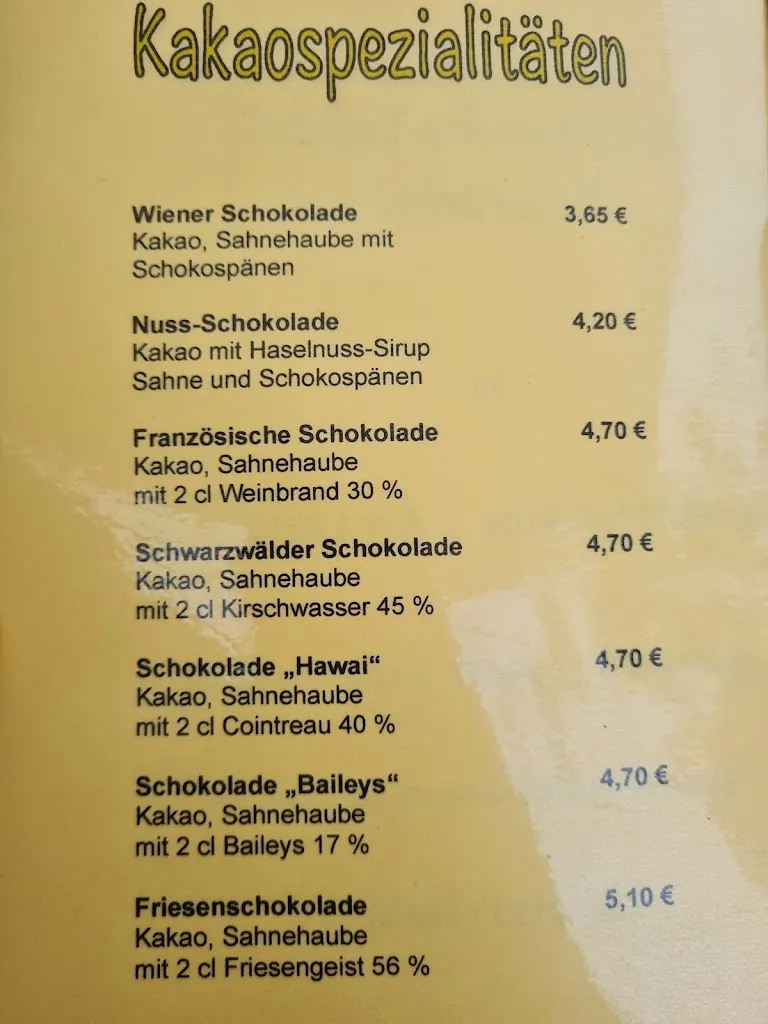 Kakaospezialitäten
Wiener Schokolade 3,65 €
Kakao, Sahnehaube mit
Schokospänen
Nuss-Schokolade 4,20 €
Kakao mit Haselnuss-Sirup
Sahne und Schokospänen
Französische Schokolade 4,70 €
Kakao, Sahnehaube
mit 2 cl Weinbrand 30 %
Schwarzwälder Schokolade 4,70 €
Kakao, Sahnehaube
mit 2 cl Kirschwasser 45 %
Schokolade „Hawai“ 4,70 €
Kakao, Sahnehaube
mit 2 cl Cointreau 40 %
Schokolade „Baileys“ 4,70 €
Kakao, Sahnehaube
mit 2 cl Baileys 17 %
Friesenschokolade 5,10 €
Kakao, Sahnehaube
mit 2 cl Friesengeist 56 %